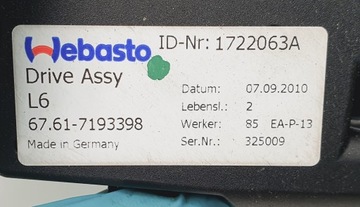 Webasto ID-Nr: 1722063A
Drive Assy
L6 Datum: 07.09.2010
Lebensl.: 2
67.61-7193398 Werker: 85 EA-P-13
Made in Germany Ser.Nr.: 325009